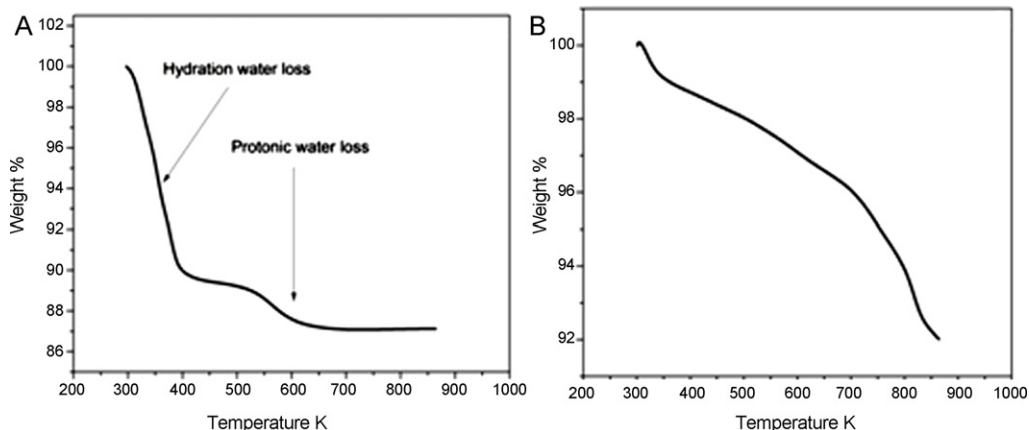 A
102
100
98
96
94
92
90
88
86
Weight %
Hydration water loss
Protonic water loss
200 300 400 500 600 700 800 900 1000
Temperature K
B
100
98
96
94
92
Weight %
200 300 400 500 600 700 800 900 1000
Temperature K